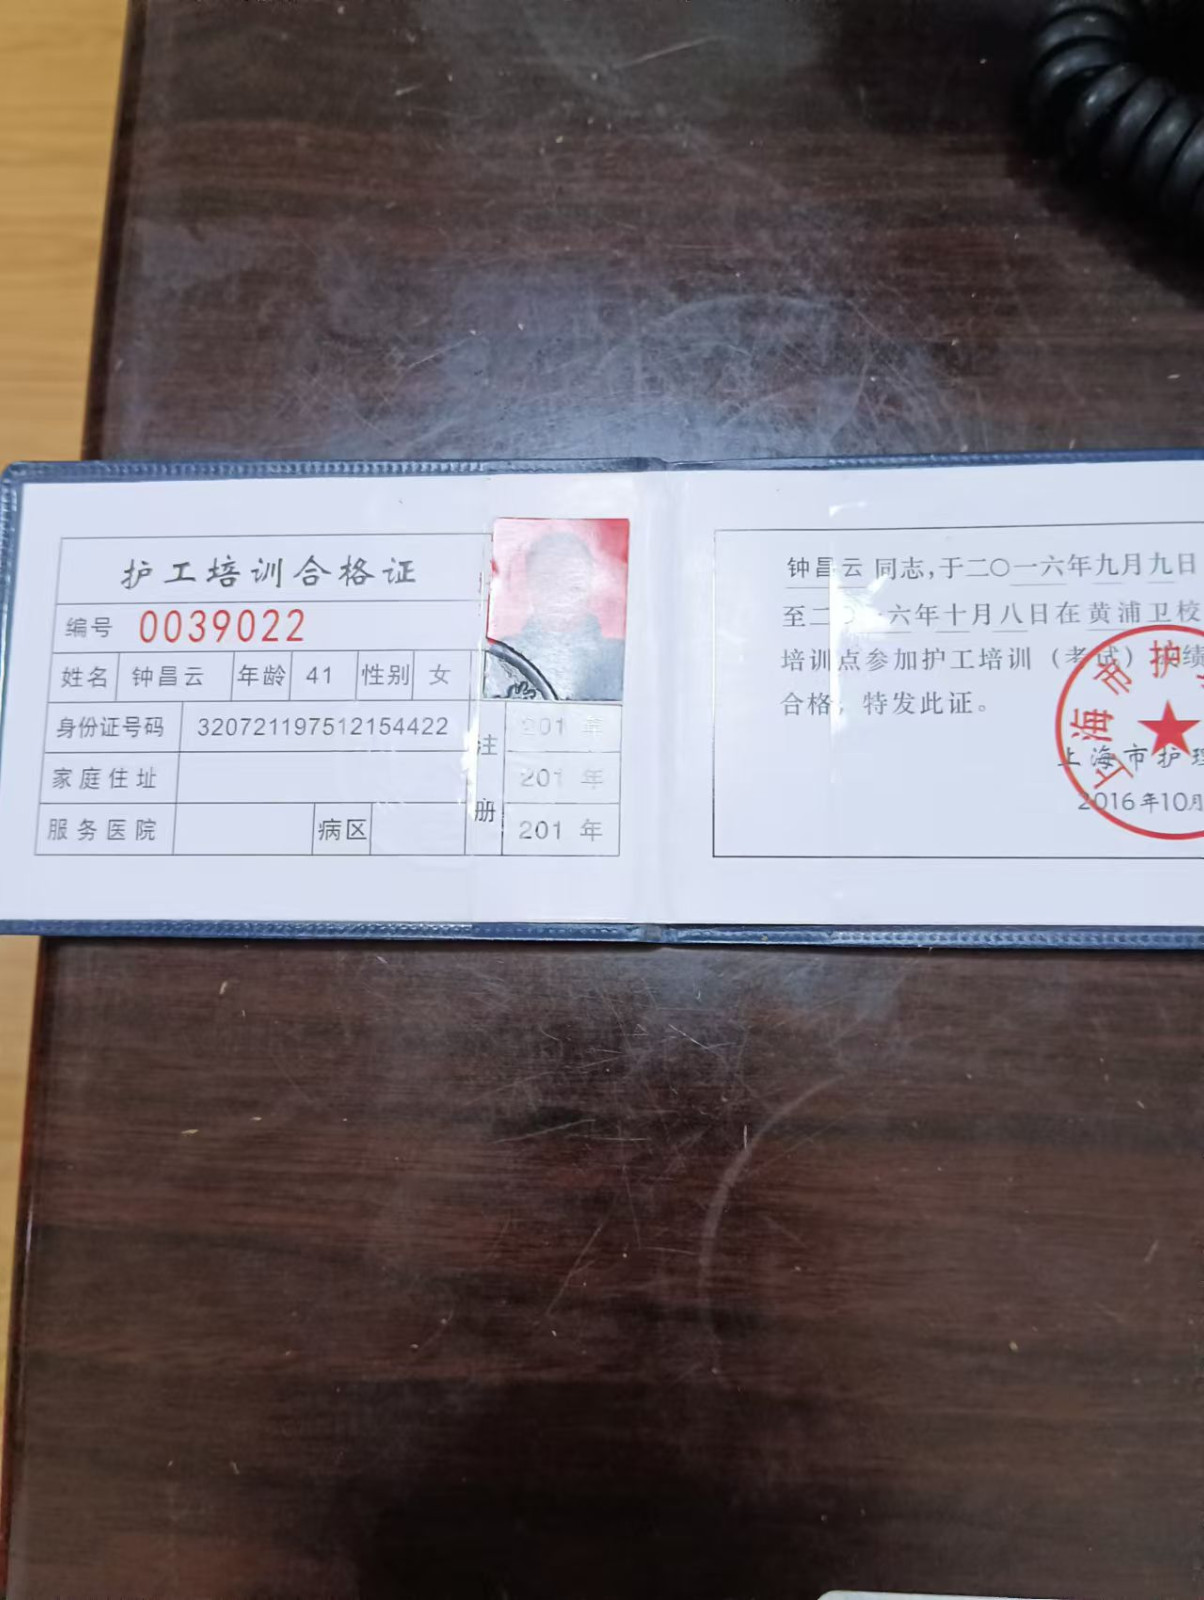 护工培训合格证
编号 0039022
姓名 钟昌云 年龄 41 性别 女
身份证号码 320721197512154422
家庭住址
服务医院 病区
注册
201 年
201 年
201 年
钟昌云 同志,于二〇一六年九月九日
至二〇一六年十月八日在黄浦卫校
培训点参加护工培训（考试）成绩
合格，特发此证。
上海市护理
2016年10月
上海市护